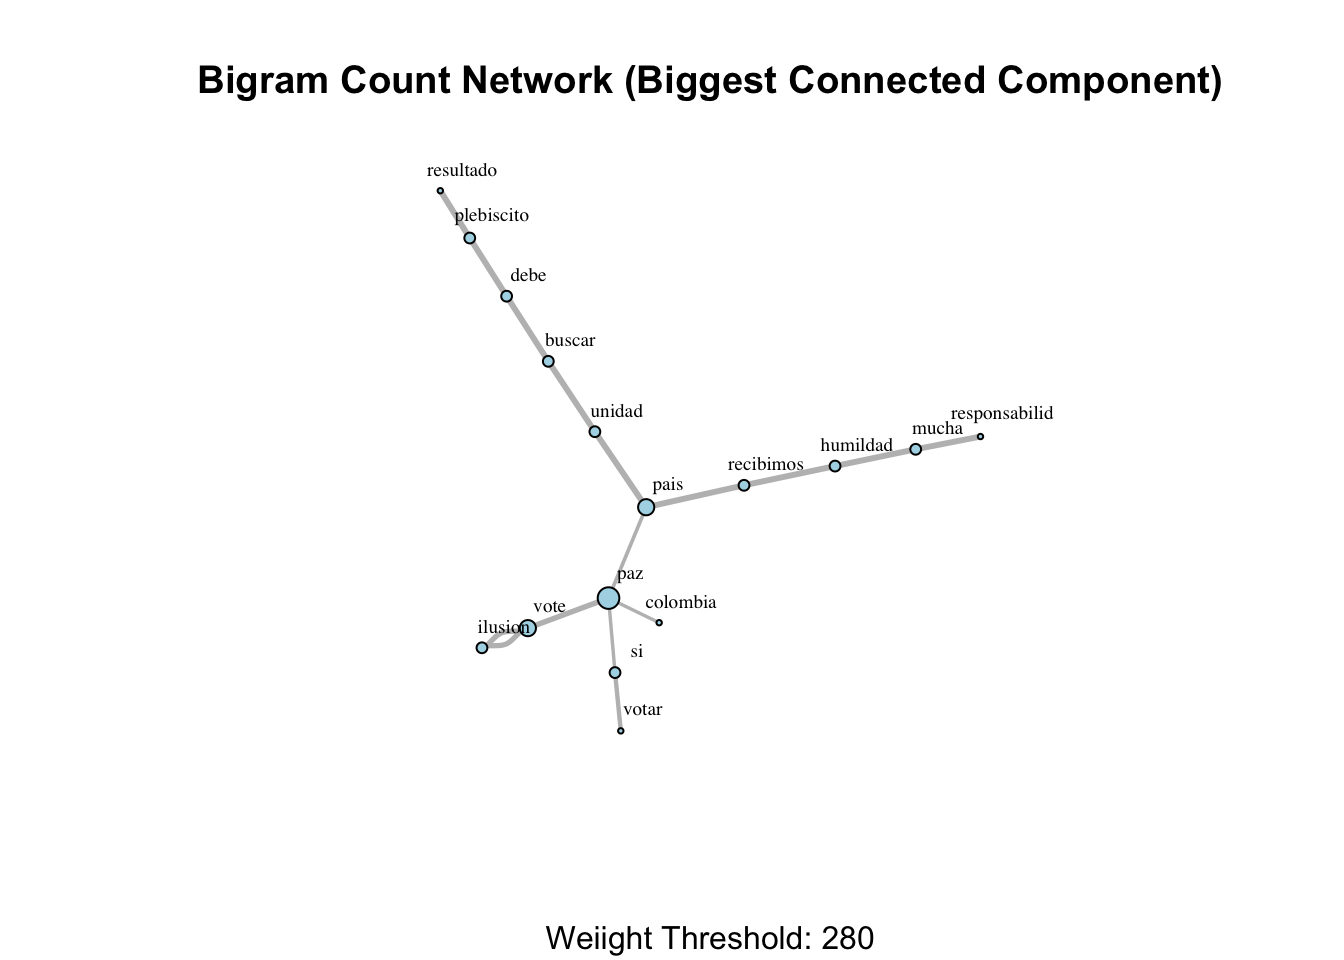 Bigram Count Network (Biggest Connected Component)
resultado
plebiscito
debe
buscar
unidad
responsabilid
mucha
humildad
recibimos
pais
paz
colombia
vote
ilusion
si
votar
Weiight Threshold: 280